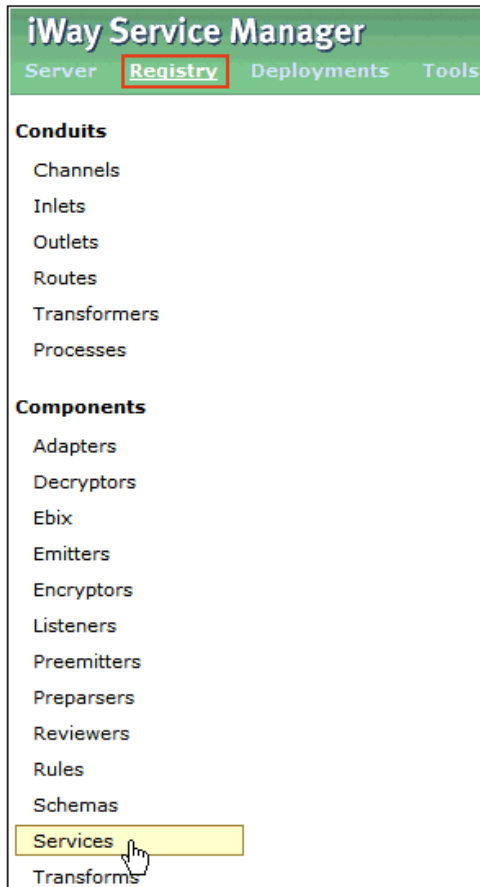 iWay Service Manager
Server Registry Deployments Tools
Conduits
Channels
Inlets
Outlets
Routes
Transformers
Processes
Components
Adapters
Decryptors
Ebix
Emitters
Encryptors
Listeners
Preemitters
Preparsers
Reviewers
Rules
Schemas
Services
Transforms